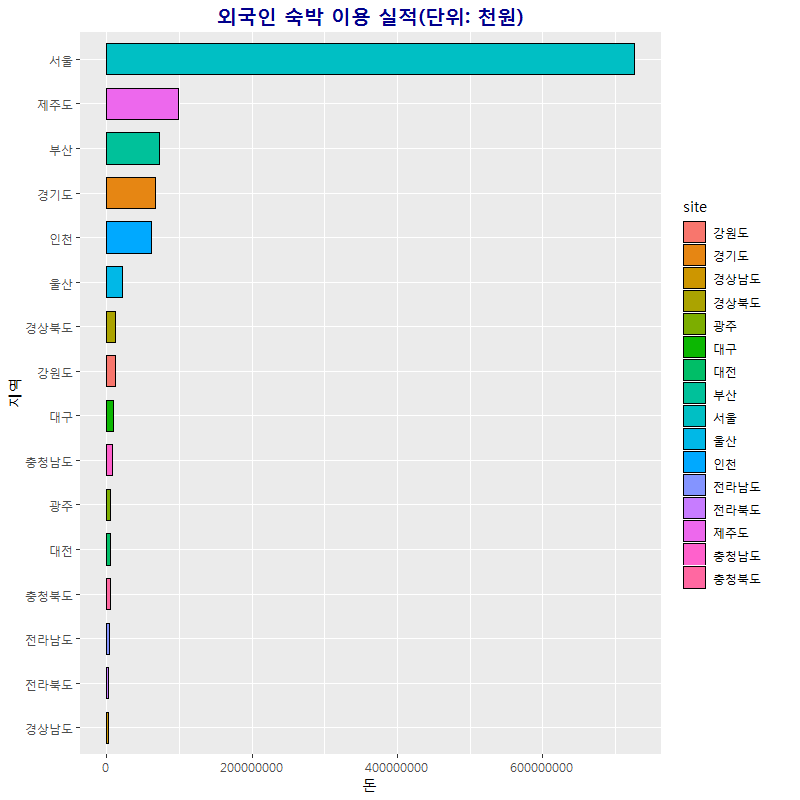 외국인 숙박 이용 실적(단위: 천원)
서울
제주도
부산
경기도
인천
울산
경상북도
강원도
대구
충청남도
광주
대전
충청북도
전라남도
전라북도
경상남도
지역
0
200000000
400000000
600000000
돈
site
강원도
경기도
경상남도
경상북도
광주
대구
대전
부산
서울
울산
인천
전라남도
전라북도
제주도
충청남도
충청북도